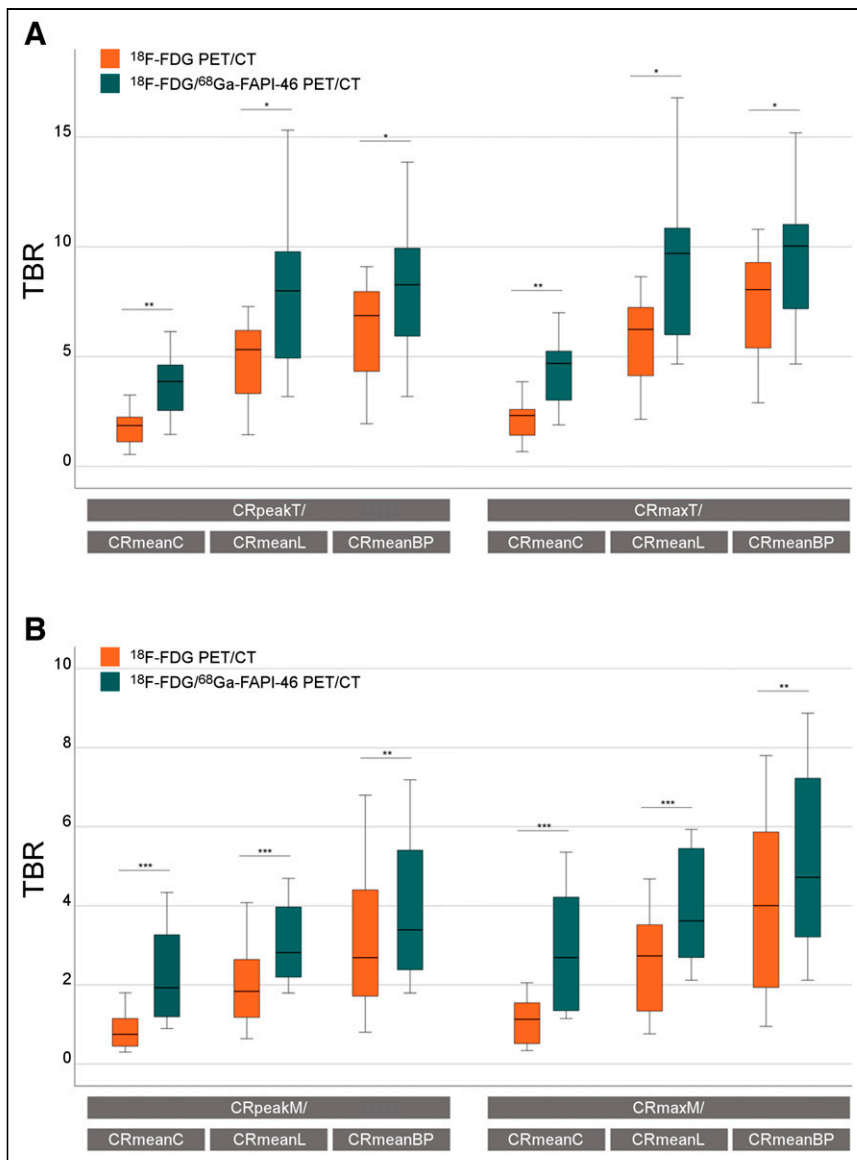 A
¹⁸F-FDG PET/CT
¹⁸F-FDG/⁶⁸Ga-FAPI-46 PET/CT
TBR
15
10
5
0
** * * ** * *
CRpeakT/ CRmaxT/
CRmeanC CRmeanL CRmeanBP CRmeanC CRmeanL CRmeanBP
B
¹⁸F-FDG PET/CT
¹⁸F-FDG/⁶⁸Ga-FAPI-46 PET/CT
TBR
10
8
6
4
2
0
*** *** ** *** *** **
CRpeakM/ CRmaxM/
CRmeanC CRmeanL CRmeanBP CRmeanC CRmeanL CRmeanBP